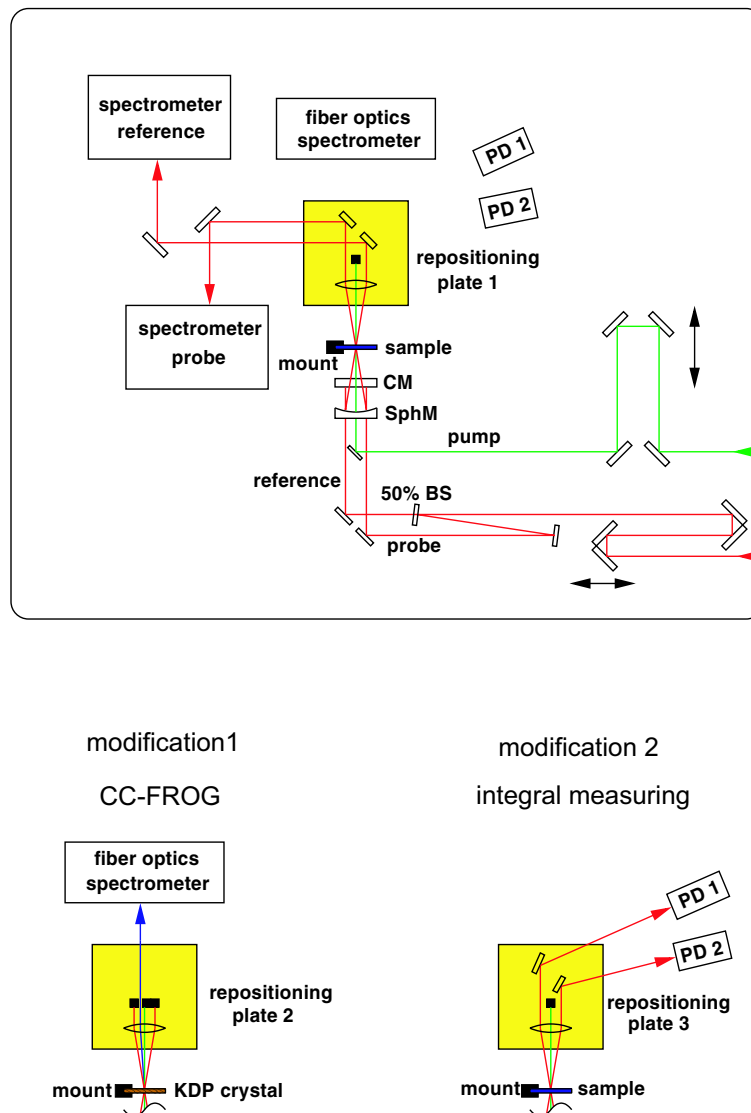 spectrometer
reference
fiber optics
spectrometer
PD 1
PD 2
repositioning
plate 1
spectrometer
probe
mount
sample
CM
SphM
pump
reference
50% BS
probe
modification1
CC-FROG
fiber optics
spectrometer
repositioning
plate 2
mount
KDP crystal
modification 2
integral measuring
PD 1
PD 2
repositioning
plate 3
mount
sample